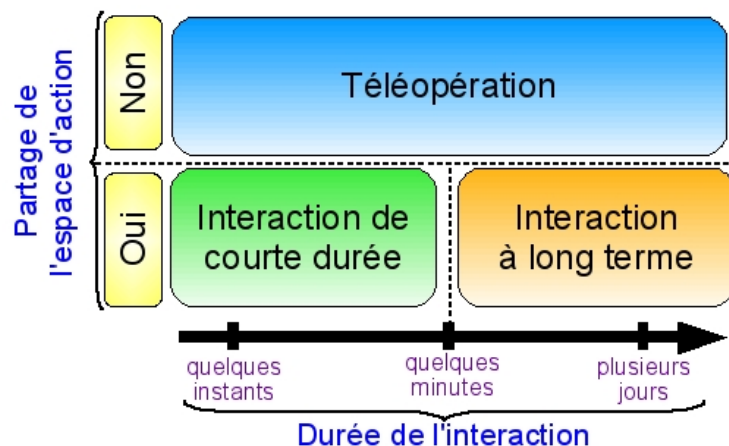 Partage de
l'espace d'action
Non
Téléopération
Oui
Interaction de
courte durée
Interaction
à long terme
quelques
instants
quelques
minutes
plusieurs
jours
Durée de l'interaction